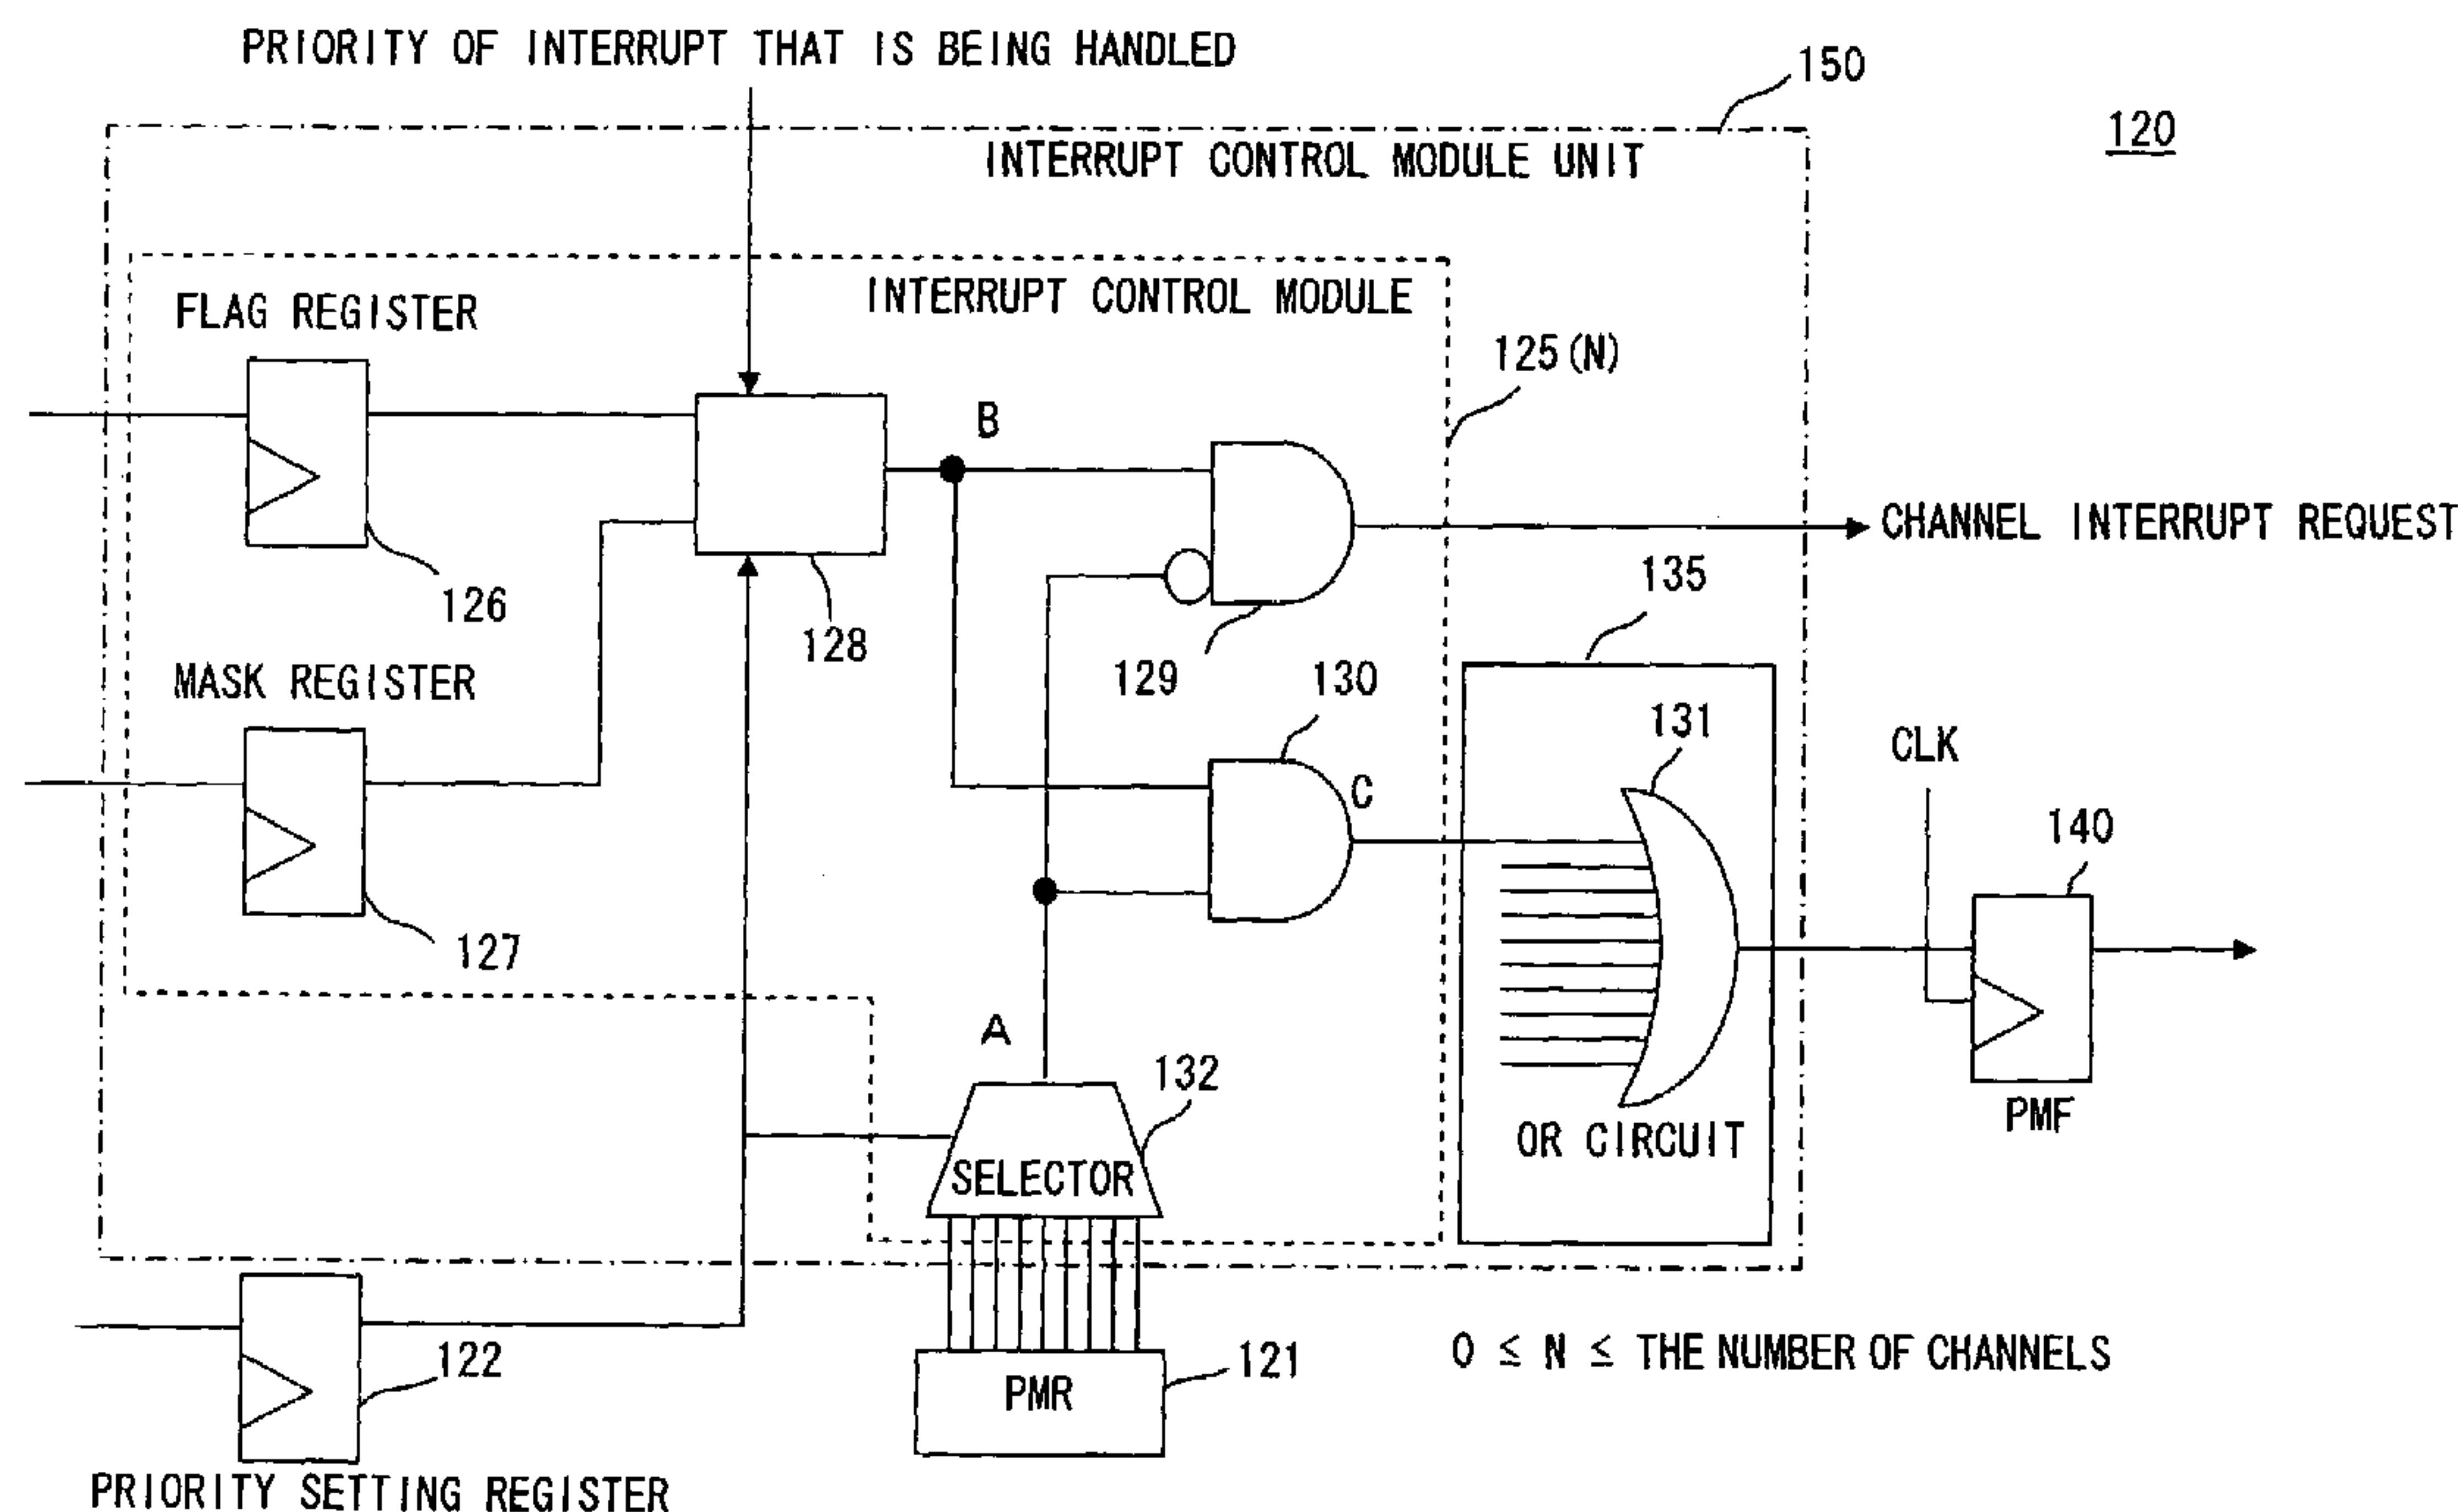 PRIORITY OF INTERRUPT THAT IS BEING HANDLED
150
120
INTERRUPT CONTROL MODULE UNIT
INTERRUPT CONTROL MODULE
FLAG REGISTER
125(N)
B
CHANNEL INTERRUPT REQUEST
126
128
129
130
135
MASK REGISTER
131
CLK
C
140
127
A
132
SELECTOR
OR CIRCUIT
PMF
122
PMR
121
0 ≤ N ≤ THE NUMBER OF CHANNELS
PRIORITY SETTING REGISTER